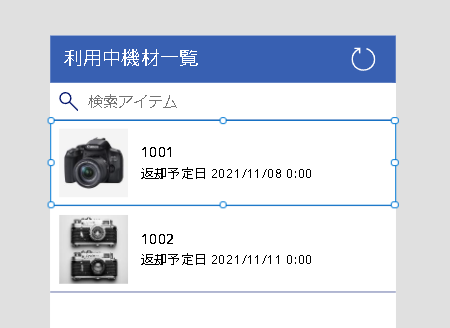 利用中機材一覧
検索アイテム
1001
返却予定日 2021/11/08 0:00
1002
返却予定日 2021/11/11 0:00